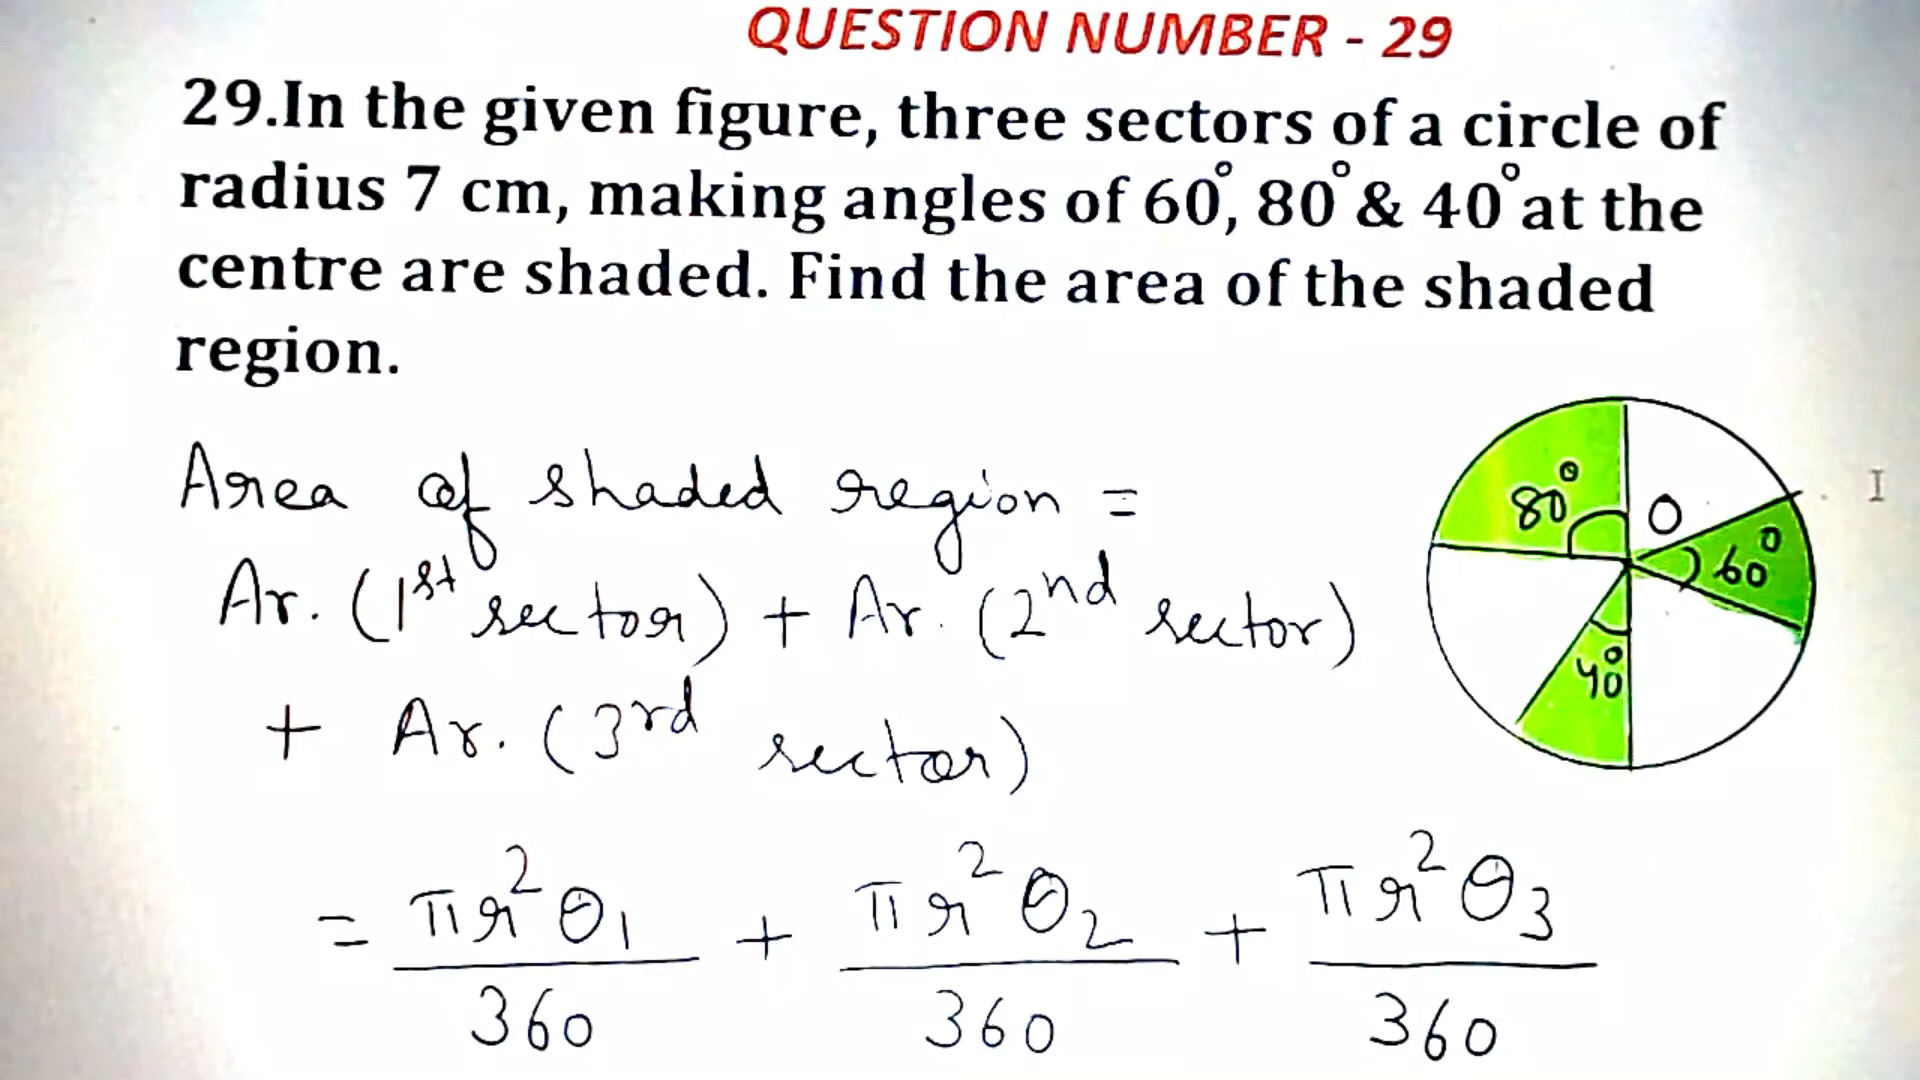 QUESTION NUMBER - 29
29.In the given figure, three sectors of a circle of
radius 7 cm, making angles of 60°, 80° & 40° at the
centre are shaded. Find the area of the shaded
region.
Area of shaded region =
Ar. (1st sector) + Ar. (2nd sector)
+ Ar. (3rd sector)
= πr²θ₁/360 + πr²θ₂/360 + πr²θ₃/360
80°
O
60°
40°